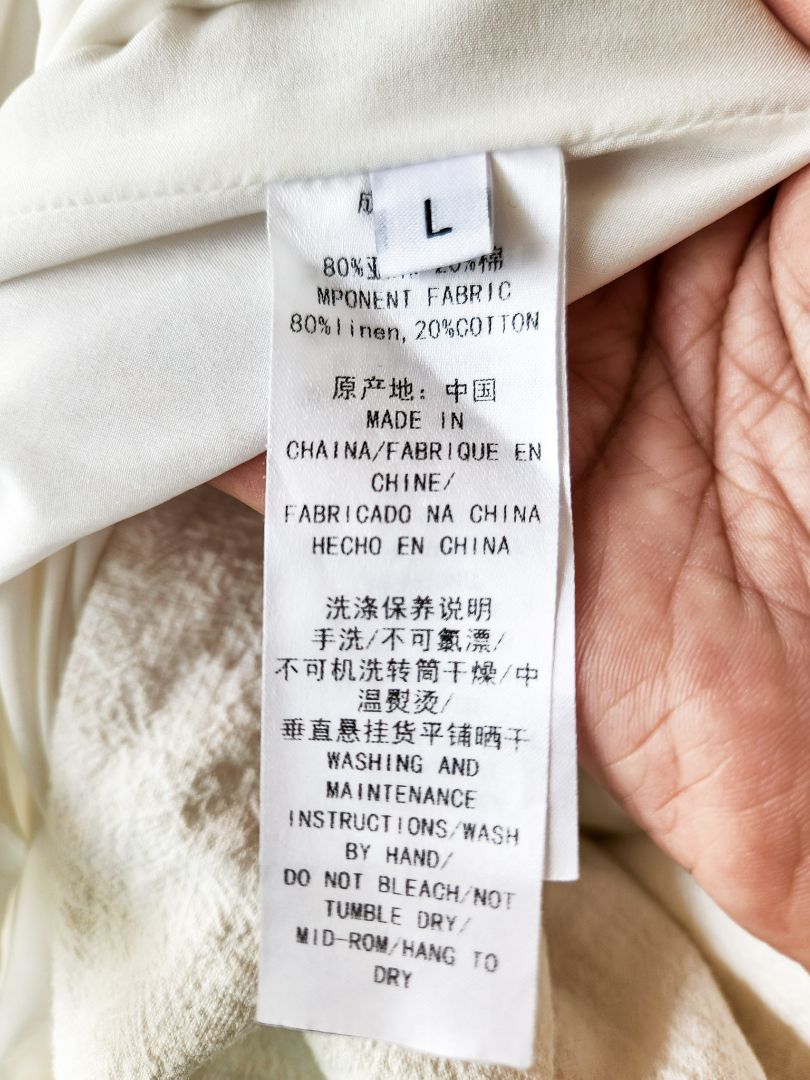 L
成
80%亚 20%棉
MPONENT FABRIC
80%linen, 20%COTTON
原产地：中国
MADE IN
CHAINA/FABRIQUE EN
CHINE/
FABRICADO NA CHINA
HECHO EN CHINA
洗涤保养说明
手洗/不可氯漂/
不可机洗转筒干燥/中
温熨烫/
垂直悬挂货平铺晒干
WASHING AND
MAINTENANCE
INSTRUCTIONS/WASH
BY HAND/
DO NOT BLEACH/NOT
TUMBLE DRY/
MID-ROM/HANG TO
DRY